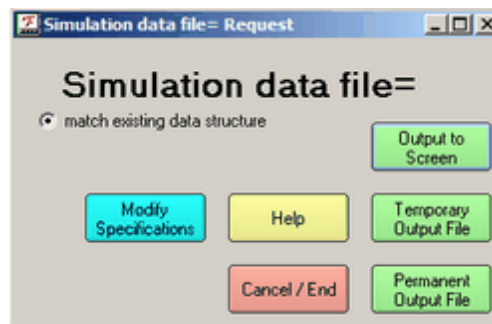 Simulation data file= Request
Simulation data file=
match existing data structure
Output to
Screen
Modify
Specifications
Help
Temporary
Output File
Cancel / End
Permanent
Output File